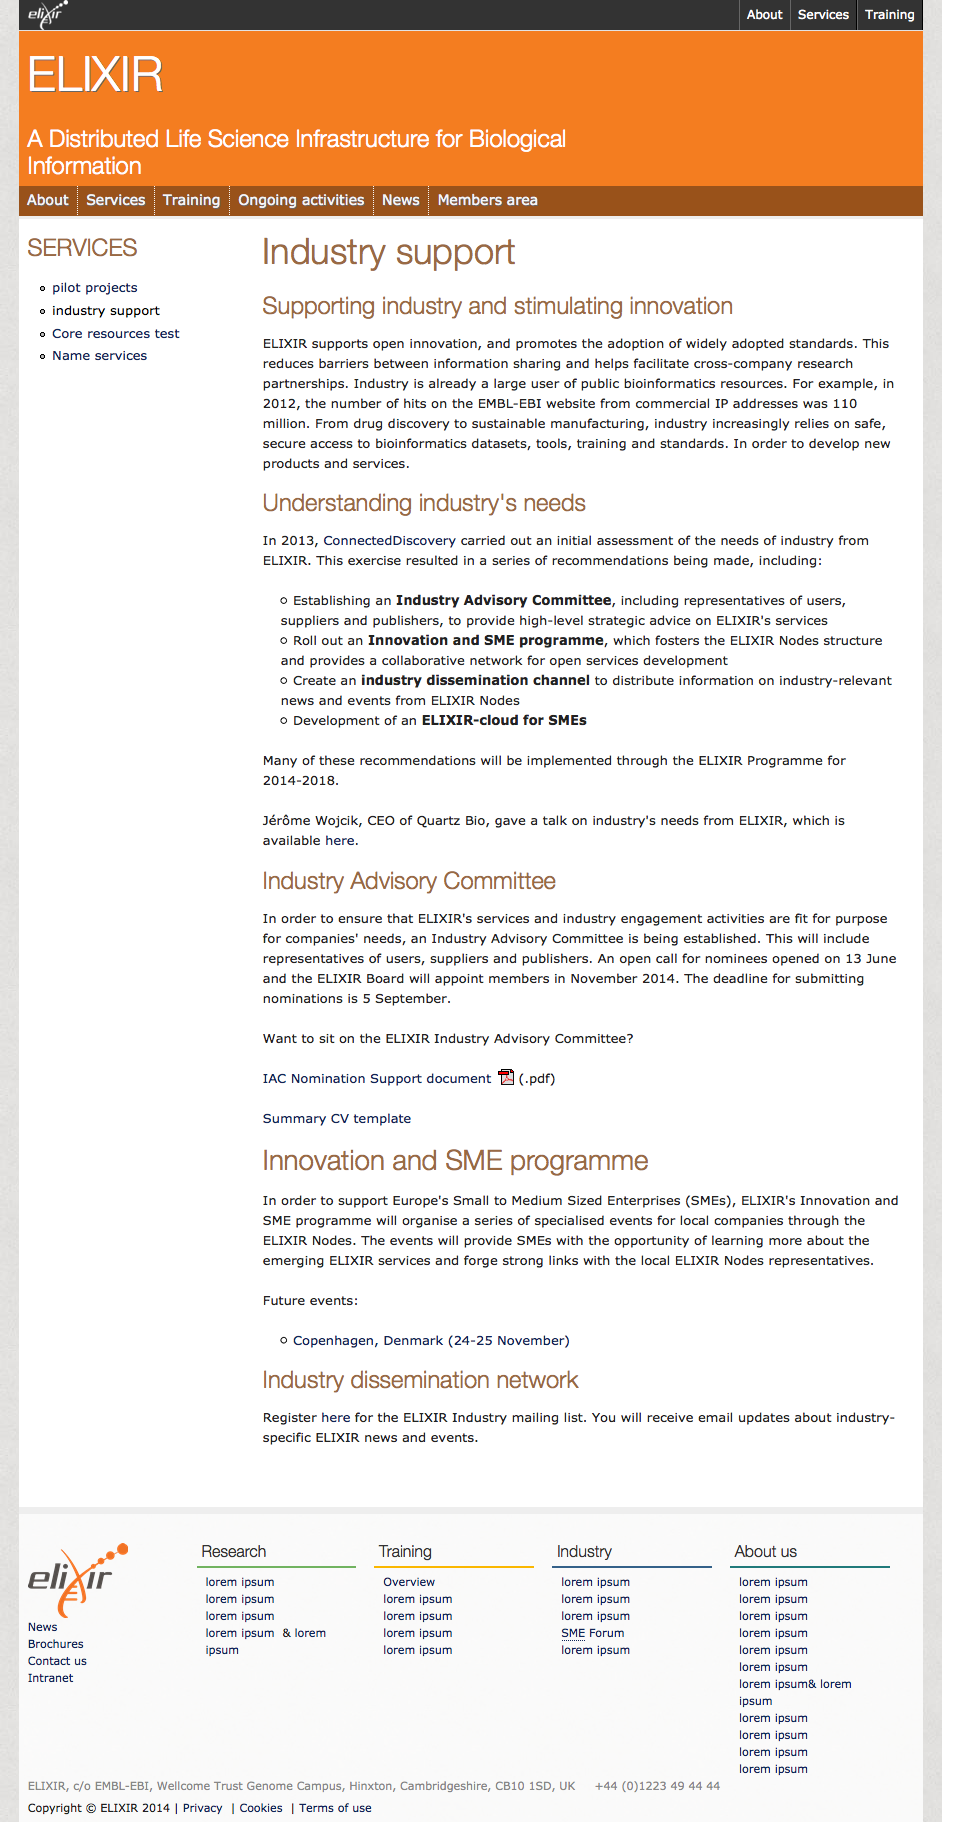 elixir
About Services Training
ELIXIR
A Distributed Life Science Infrastructure for Biological
Information
About Services Training Ongoing activities News Members area
SERVICES
pilot projects
industry support
Core resources test
Name services
Industry support
Supporting industry and stimulating innovation
ELIXIR supports open innovation, and promotes the adoption of widely adopted standards. This
reduces barriers between information sharing and helps facilitate cross-company research
partnerships. Industry is already a large user of public bioinformatics resources. For example, in
2012, the number of hits on the EMBL-EBI website from commercial IP addresses was 110
million. From drug discovery to sustainable manufacturing, industry increasingly relies on safe,
secure access to bioinformatics datasets, tools, training and standards. In order to develop new
products and services.
Understanding industry's needs
In 2013, ConnectedDiscovery carried out an initial assessment of the needs of industry from
ELIXIR. This exercise resulted in a series of recommendations being made, including:
Establishing an Industry Advisory Committee, including representatives of users,
suppliers and publishers, to provide high-level strategic advice on ELIXIR's services
Roll out an Innovation and SME programme, which fosters the ELIXIR Nodes structure
and provides a collaborative network for open services development
Create an industry dissemination channel to distribute information on industry-relevant
news and events from ELIXIR Nodes
Development of an ELIXIR-cloud for SMEs
Many of these recommendations will be implemented through the ELIXIR Programme for
2014-2018.
Jérôme Wojcik, CEO of Quartz Bio, gave a talk on industry's needs from ELIXIR, which is
available here.
Industry Advisory Committee
In order to ensure that ELIXIR's services and industry engagement activities are fit for purpose
for companies' needs, an Industry Advisory Committee is being established. This will include
representatives of users, suppliers and publishers. An open call for nominees opened on 13 June
and the ELIXIR Board will appoint members in November 2014. The deadline for submitting
nominations is 5 September.
Want to sit on the ELIXIR Industry Advisory Committee?
IAC Nomination Support document (.pdf)
Summary CV template
Innovation and SME programme
In order to support Europe's Small to Medium Sized Enterprises (SMEs), ELIXIR's Innovation and
SME programme will organise a series of specialised events for local companies through the
ELIXIR Nodes. The events will provide SMEs with the opportunity of learning more about the
emerging ELIXIR services and forge strong links with the local ELIXIR Nodes representatives.
Future events:
Copenhagen, Denmark (24-25 November)
Industry dissemination network
Register here for the ELIXIR Industry mailing list. You will receive email updates about industry-
specific ELIXIR news and events.
elixir
News
Brochures
Contact us
Intranet
Research
lorem ipsum
lorem ipsum
lorem ipsum
lorem ipsum & lorem
ipsum
Training
Overview
lorem ipsum
lorem ipsum
lorem ipsum
lorem ipsum
Industry
lorem ipsum
lorem ipsum
lorem ipsum
SME Forum
lorem ipsum
About us
lorem ipsum
lorem ipsum
lorem ipsum
lorem ipsum
lorem ipsum
lorem ipsum
lorem ipsum& lorem
ipsum
lorem ipsum
lorem ipsum
lorem ipsum
lorem ipsum
ELIXIR, c/o EMBL-EBI, Wellcome Trust Genome Campus, Hinxton, Cambridgeshire, CB10 1SD, UK +44 (0)1223 49 44 44
Copyright © ELIXIR 2014 | Privacy | Cookies | Terms of use